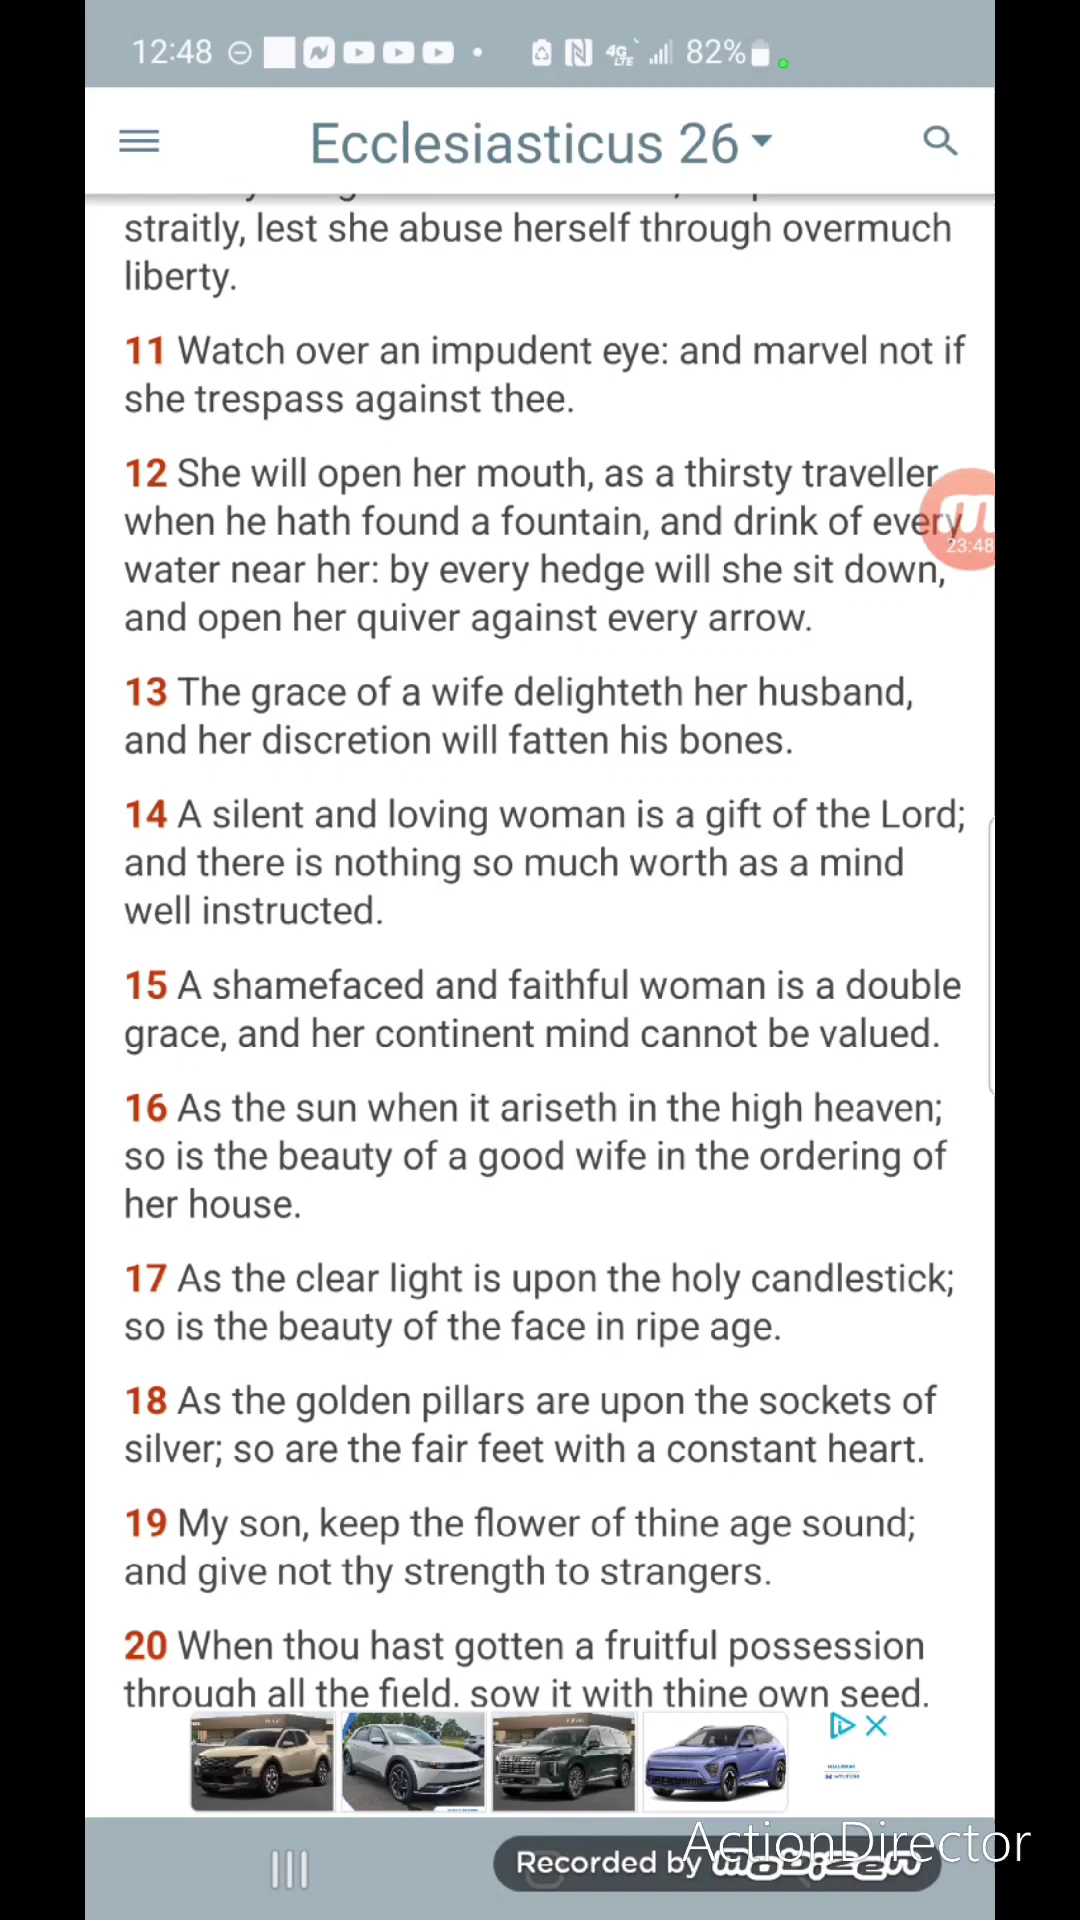 12:48 4G LTE 82%
Ecclesiasticus 26
straitly, lest she abuse herself through overmuch
liberty.
11 Watch over an impudent eye: and marvel not if
she trespass against thee.
12 She will open her mouth, as a thirsty traveller
when he hath found a fountain, and drink of every
23:48
water near her: by every hedge will she sit down,
and open her quiver against every arrow.
13 The grace of a wife delighteth her husband,
and her discretion will fatten his bones.
14 A silent and loving woman is a gift of the Lord;
and there is nothing so much worth as a mind
well instructed.
15 A shamefaced and faithful woman is a double
grace, and her continent mind cannot be valued.
16 As the sun when it ariseth in the high heaven;
so is the beauty of a good wife in the ordering of
her house.
17 As the clear light is upon the holy candlestick;
so is the beauty of the face in ripe age.
18 As the golden pillars are upon the sockets of
silver; so are the fair feet with a constant heart.
19 My son, keep the flower of thine age sound;
and give not thy strength to strangers.
20 When thou hast gotten a fruitful possession
through all the field, sow it with thine own seed,
ActionDirector
Recorded by mobizen